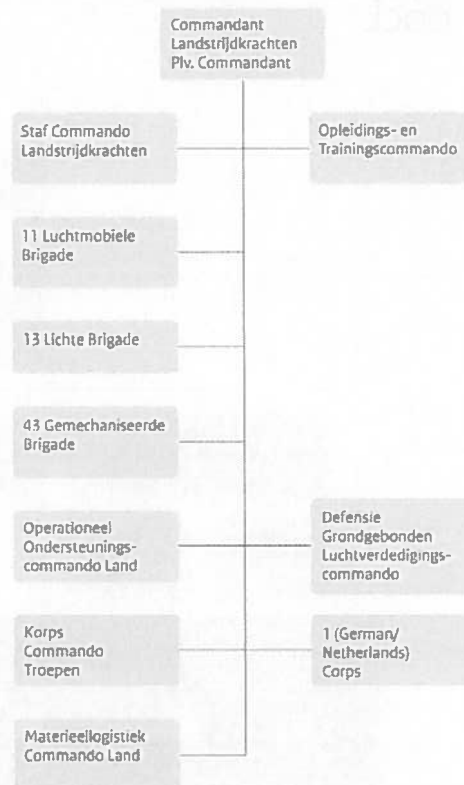 Commandant
Landstrijdkrachten
Plv. Commandant
Staf Commando
Landstrijdkrachten
Opleidings- en
Trainingscommando
11 Luchtmobiele
Brigade
13 Lichte Brigade
43 Gemechaniseerde
Brigade
Operationeel
Ondersteunings-
commando Land
Defensie
Grondgebonden
Luchtverdedigings-
commando
Korps
Commando
Troepen
1 (German/
Netherlands)
Corps
Materieellogistiek
Commando Land